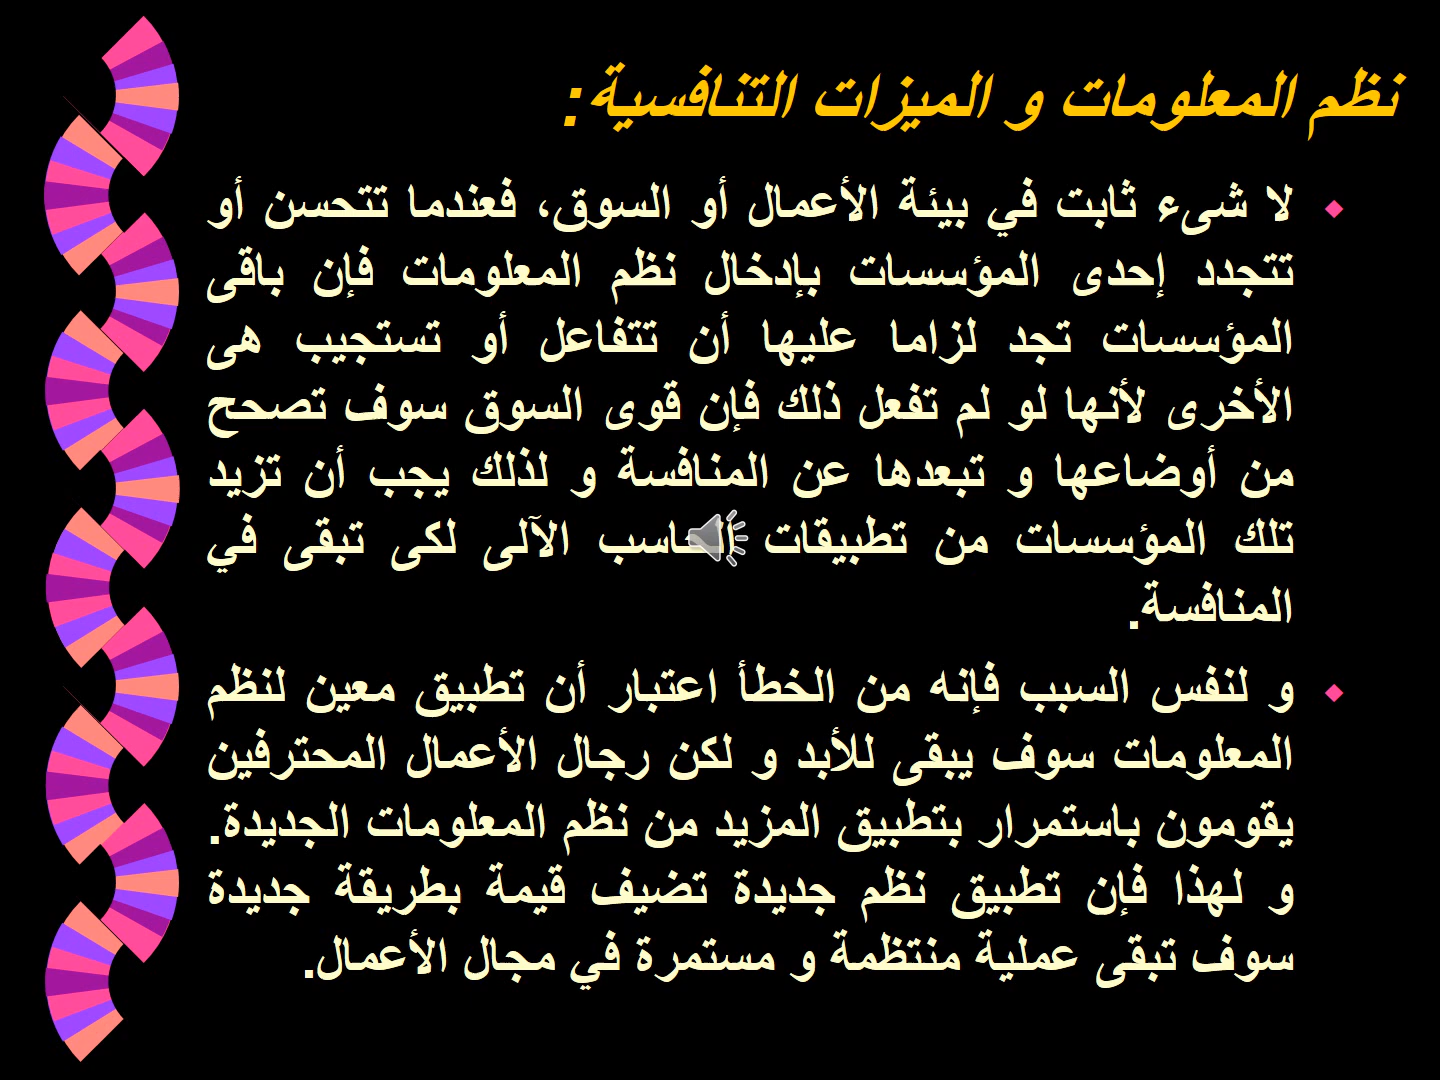 نظم المعلومات و الميزات التنافسية :
لا شىء ثابت في بيئة الأعمال أو السوق، فعندما تتحسن أو
تتجدد إحدى المؤسسات بإدخال نظم المعلومات فإن باقى
المؤسسات تجد لزاما عليها أن تتفاعل أو تستجيب هى
الأخرى لأنها لو لم تفعل ذلك فإن قوى السوق سوف تصحح
من أوضاعها و تبعدها عن المنافسة و لذلك يجب أن تزيد
تلك المؤسسات من تطبيقات الحاسب الآلى لكى تبقى في
المنافسة.
و لنفس السبب فإنه من الخطأ اعتبار أن تطبيق معين لنظم
المعلومات سوف يبقى للأبد و لكن رجال الأعمال المحترفين
يقومون باستمرار بتطبيق المزيد من نظم المعلومات الجديدة.
و لهذا فإن تطبيق نظم جديدة تضيف قيمة بطريقة جديدة
سوف تبقى عملية منتظمة و مستمرة في مجال الأعمال.